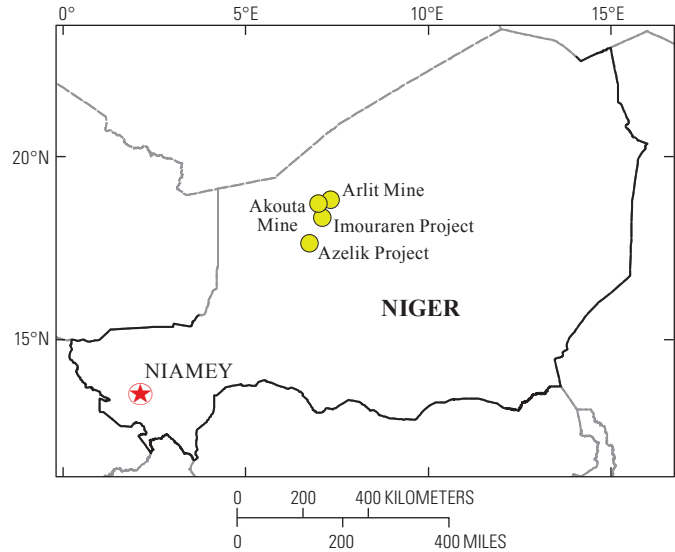 0° 5°E 10°E 15°E
20°N
Arlit Mine
Akouta
Mine
Imouraren Project
Azelik Project
NIGER
15°N
NIAMEY
0 200 400 KILOMETERS
0 200 400 MILES